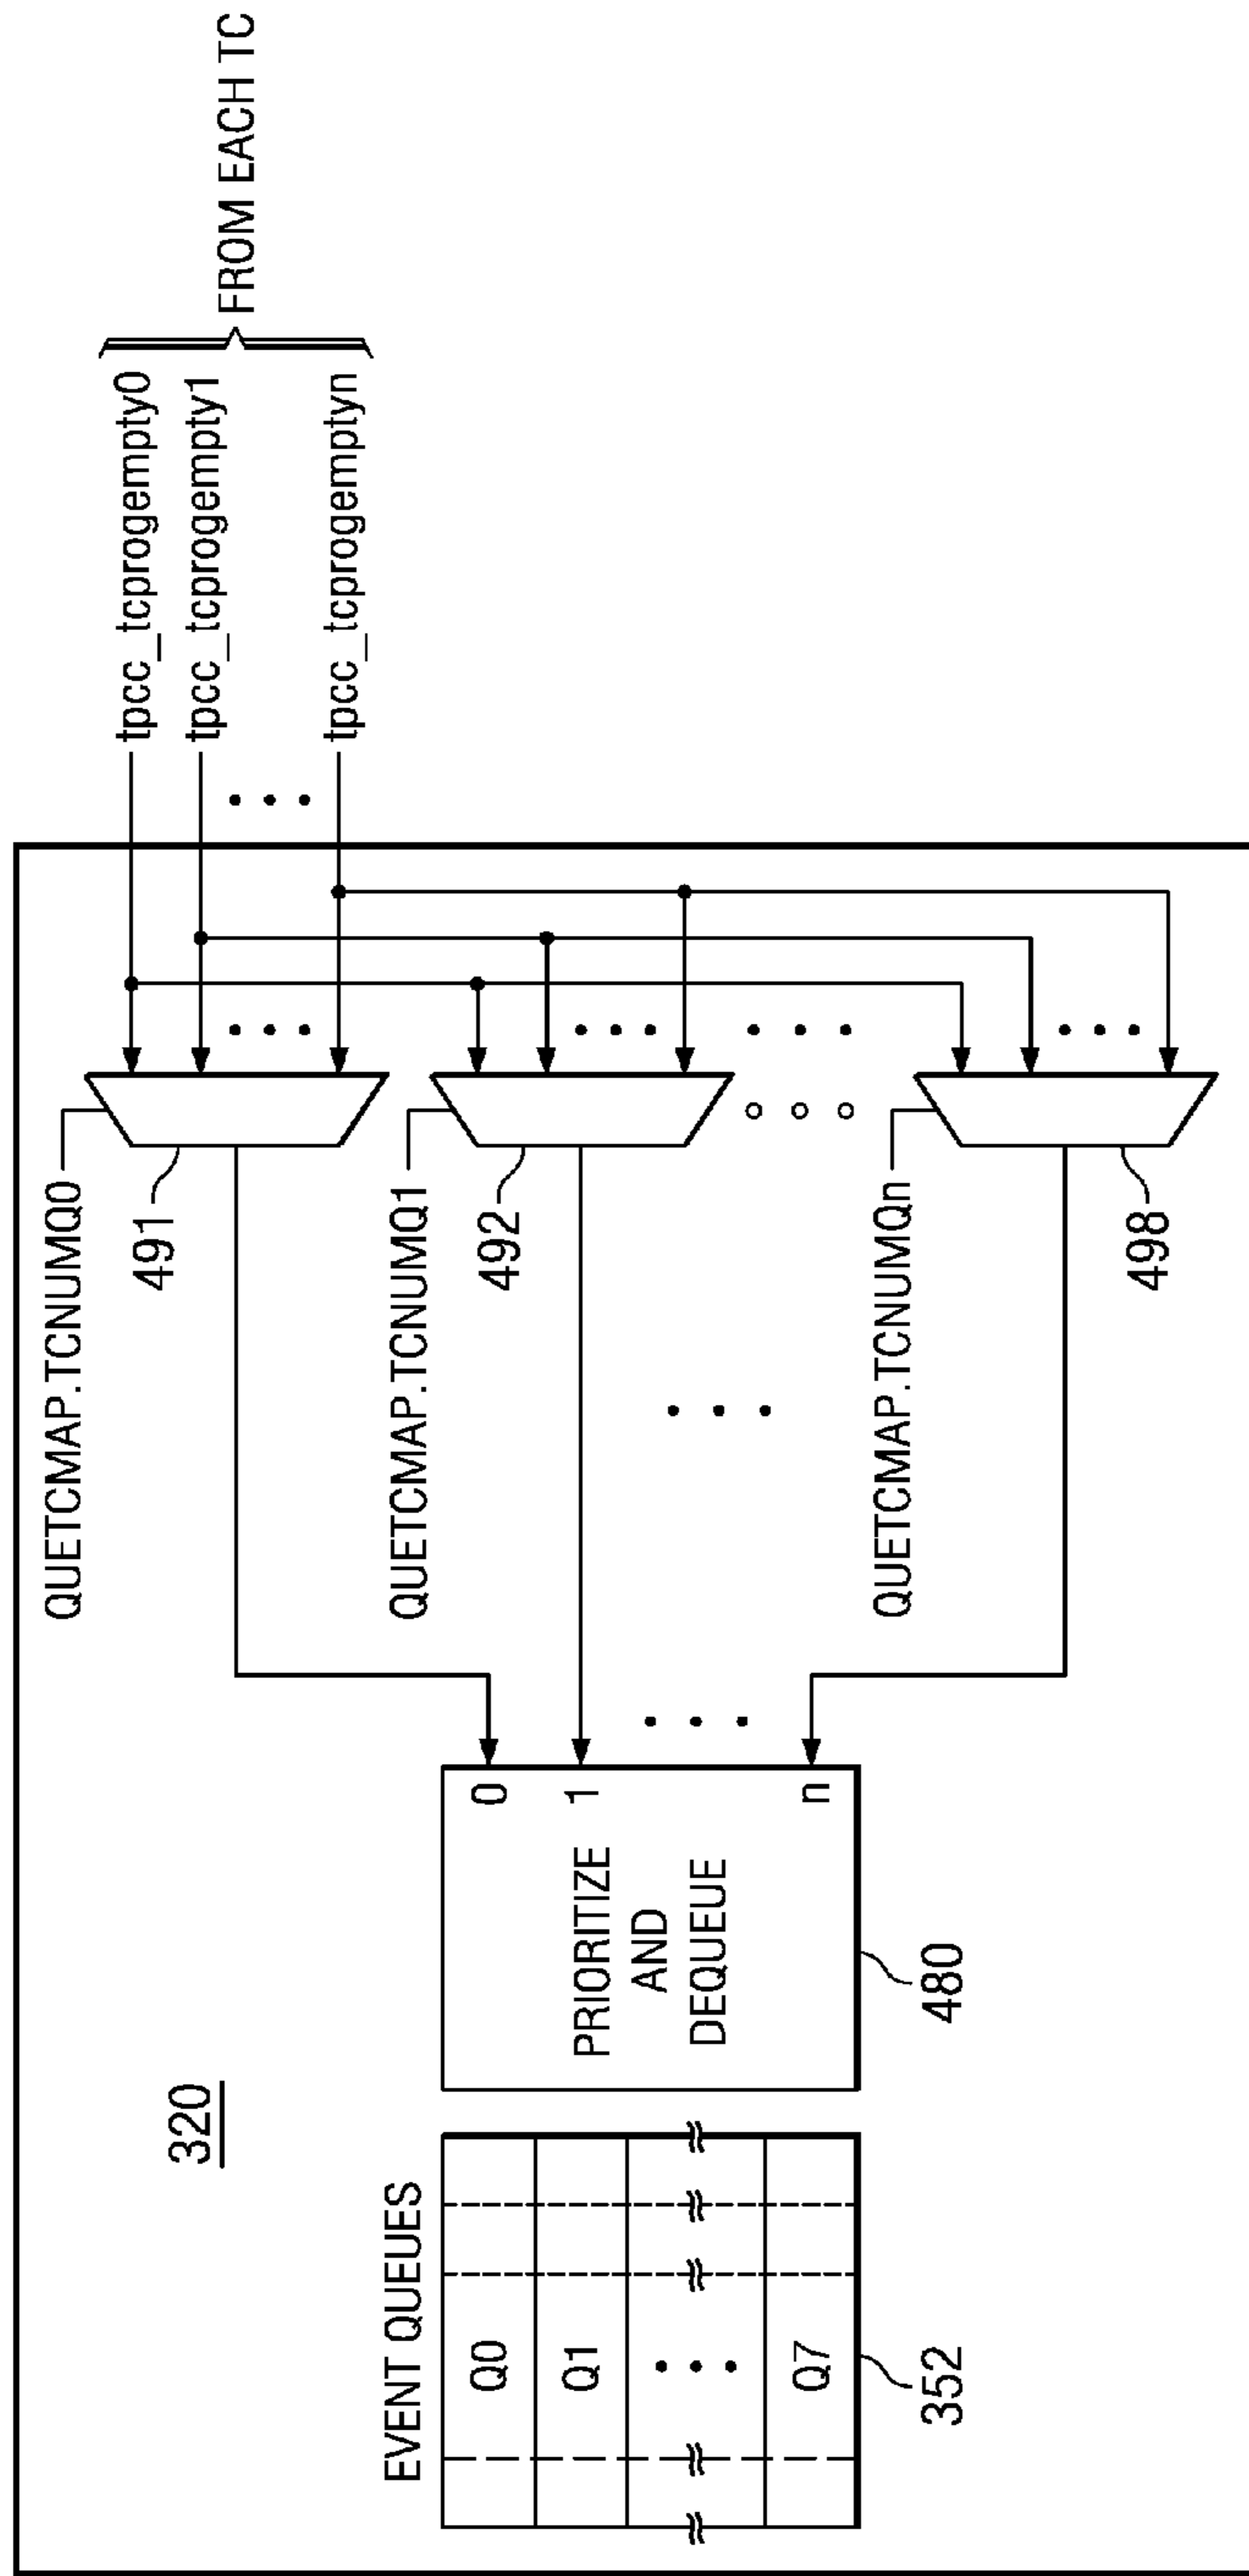 320
EVENT QUEUES
Q0
Q1
Q7
352
PRIORITIZE
AND
DEQUEUE
0
1
n
480
QUETCMAP.TCNUMQ0
491
QUETCMAP.TCNUMQ1
492
QUETCMAP.TCNUMQn
498
tpcc_tcprogempty0
tpcc_tcprogempty1
tpcc_tcprogemptyn
FROM EACH TC